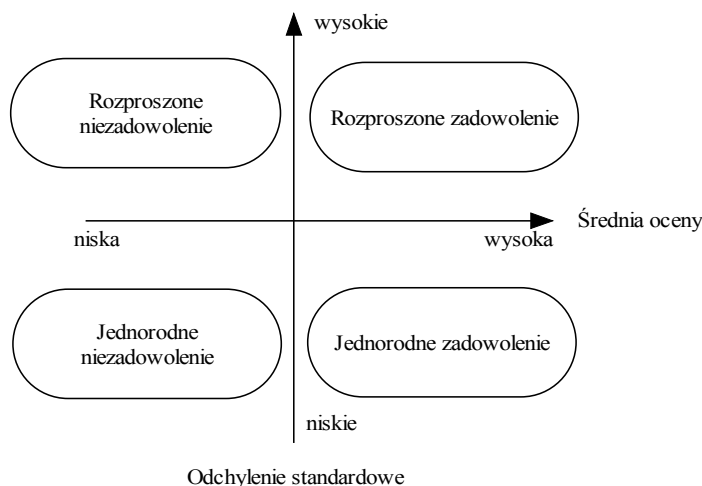 wysokie
Rozproszone
niezadowolenie
Rozproszone zadowolenie
Średnia oceny
niska
wysoka
Jednorodne
niezadowolenie
Jednorodne zadowolenie
niskie
Odchylenie standardowe